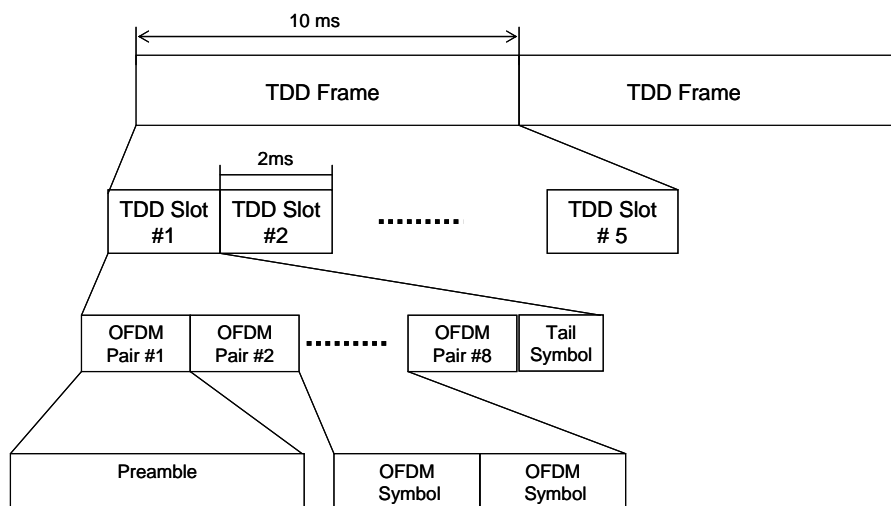 10 ms
TDD Frame
TDD Frame
2ms
TDD Slot
#1
TDD Slot
#2
TDD Slot
# 5
OFDM
Pair #1
OFDM
Pair #2
OFDM
Pair #8
Tail
Symbol
Preamble
OFDM
Symbol
OFDM
Symbol